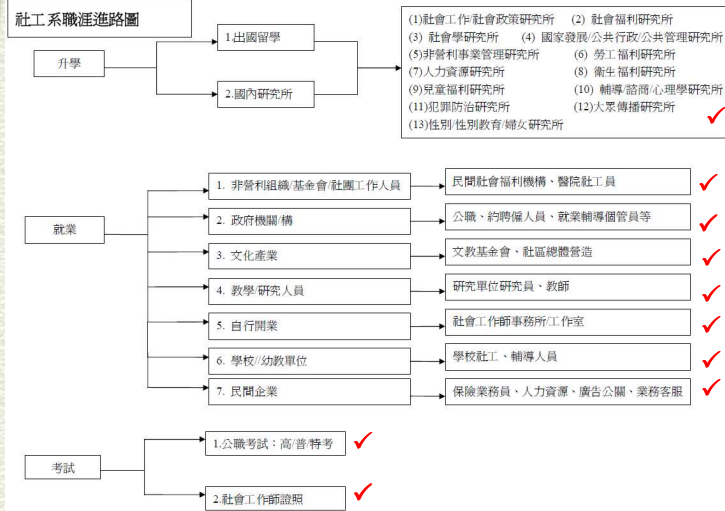 社工系職涯進路圖
升學
1.出國留學
2.國內研究所
(1)社會工作/社會政策研究所 (2) 社會福利研究所
(3) 社會學研究所 (4) 國家發展/公共行政/公共管理研究所
(5)非營利事業管理研究所 (6) 勞工福利研究所
(7)人力資源研究所 (8) 衛生福利研究所
(9)兒童福利研究所 (10) 輔導/諮商/心理學研究所
(11)犯罪防治研究所 (12)大眾傳播研究所
(13)性別/性別教育/婦女研究所
就業
1. 非營利組織/基金會/社團工作人員
民間社會福利機構、醫院社工員
2. 政府機關/構
公職、約聘僱人員、就業輔導個管員等
3. 文化產業
文教基金會、社區總體營造
4. 教學/研究人員
研究單位研究員、教師
5. 自行開業
社會工作師事務所/工作室
6. 學校//幼教單位
學校社工、輔導人員
7. 民間企業
保險業務員、人力資源、廣告公關、業務客服
考試
1.公職考試：高/普/特考
2.社會工作師證照